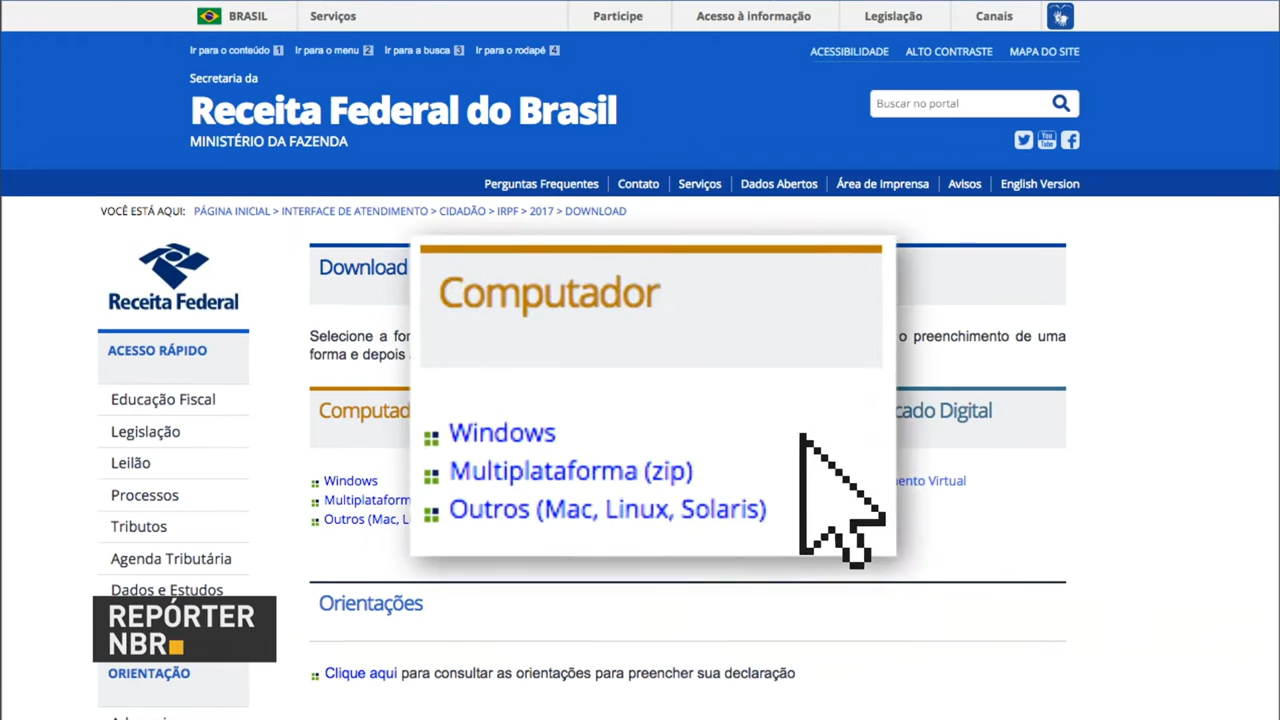 BRASIL Serviços Participe Acesso à informação Legislação Canais
Ir para o conteúdo 1 Ir para o menu 2 Ir para a busca 3 Ir para o rodapé 4 ACESSIBILIDADE ALTO CONTRASTE MAPA DO SITE
Secretaria da
Receita Federal do Brasil
MINISTÉRIO DA FAZENDA
Buscar no portal
You Tube
Perguntas Frequentes Contato Serviços Dados Abertos Área de Imprensa Avisos English Version
VOCÊ ESTÁ AQUI: PÁGINA INICIAL > INTERFACE DE ATENDIMENTO > CIDADÃO > IRPF > 2017 > DOWNLOAD
Receita Federal
ACESSO RÁPIDO
Educação Fiscal
Legislação
Leilão
Processos
Tributos
Agenda Tributária
Dados e Estudos
REPÓRTER
NBR
ORIENTAÇÃO
Download
Selecione a o preenchimento de uma
forma e depois
Computador
Windows
Multiplataforma (zip)
Outros (Mac, Linux, Solaris)
Digital
Windows
Multiplataform
Outros (Mac,
Virtual
Orientações
Clique aqui para consultar as orientações para preencher sua declaração